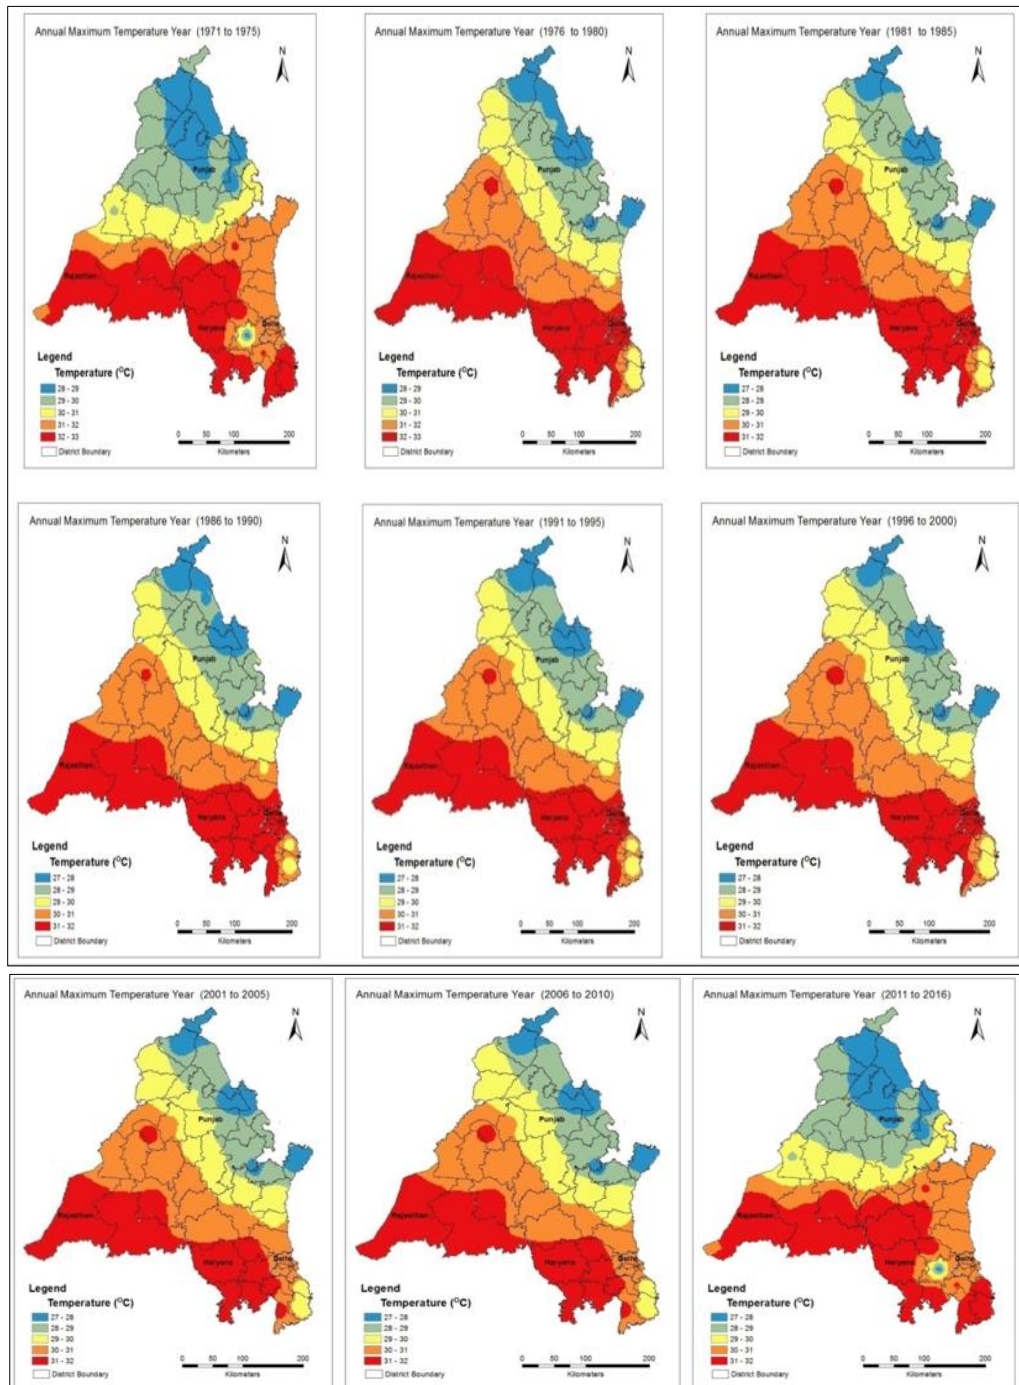 Annual Maximum Temperature Year (1971 to 1975)
N
Punjab
Rajasthan
Haryana
Delhi
Legend
Temperature (°C)
28 - 29
29 - 30
30 - 31
31 - 32
32 - 33
District Boundary
0 50 100 200
Kilometers
Annual Maximum Temperature Year (1976 to 1980)
N
Punjab
Rajasthan
Haryana
Delhi
Legend
Temperature (°C)
28 - 29
29 - 30
30 - 31
31 - 32
32 - 33
District Boundary
0 50 100 200
Kilometers
Annual Maximum Temperature Year (1981 to 1985)
N
Punjab
Rajasthan
Haryana
Delhi
Legend
Temperature (°C)
27 - 28
28 - 29
29 - 30
30 - 31
31 - 32
District Boundary
0 50 100 200
Kilometers
Annual Maximum Temperature Year (1986 to 1990)
N
Punjab
Rajasthan
Haryana
Delhi
Legend
Temperature (°C)
27 - 28
28 - 29
29 - 30
30 - 31
31 - 32
District Boundary
0 50 100 200
Kilometers
Annual Maximum Temperature Year (1991 to 1995)
N
Punjab
Rajasthan
Haryana
Delhi
Legend
Temperature (°C)
27 - 28
28 - 29
29 - 30
30 - 31
31 - 32
District Boundary
0 50 100 200
Kilometers
Annual Maximum Temperature Year (1996 to 2000)
N
Punjab
Rajasthan
Haryana
Delhi
Legend
Temperature (°C)
27 - 28
28 - 29
29 - 30
30 - 31
31 - 32
District Boundary
0 50 100 200
Kilometers
Annual Maximum Temperature Year (2001 to 2005)
N
Punjab
Rajasthan
Haryana
Delhi
Legend
Temperature (°C)
27 - 28
28 - 29
29 - 30
30 - 31
31 - 32
District Boundary
0 50 100 200
Kilometers
Annual Maximum Temperature Year (2006 to 2010)
N
Punjab
Rajasthan
Haryana
Delhi
Legend
Temperature (°C)
27 - 28
28 - 29
29 - 30
30 - 31
31 - 32
District Boundary
0 50 100 200
Kilometers
Annual Maximum Temperature Year (2011 to 2016)
N
Punjab
Rajasthan
Haryana
Delhi
Legend
Temperature (°C)
27 - 28
28 - 29
29 - 30
30 - 31
31 - 32
District Boundary
0 50 100 200
Kilometers